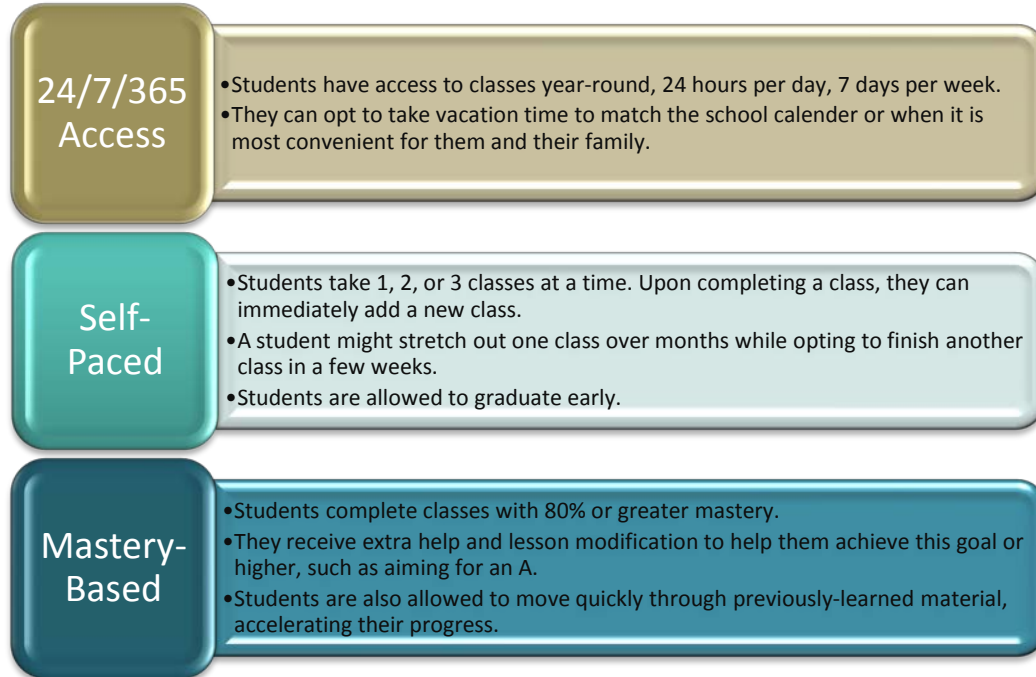 24/7/365
Access
•Students have access to classes year-round, 24 hours per day, 7 days per week.
•They can opt to take vacation time to match the school calender or when it is
most convenient for them and their family.
Self-
Paced
•Students take 1, 2, or 3 classes at a time. Upon completing a class, they can
immediately add a new class.
•A student might stretch out one class over months while opting to finish another
class in a few weeks.
•Students are allowed to graduate early.
Mastery-
Based
•Students complete classes with 80% or greater mastery.
•They receive extra help and lesson modification to help them achieve this goal or
higher, such as aiming for an A.
•Students are also allowed to move quickly through previously-learned material,
accelerating their progress.